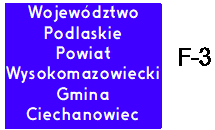 Województwo
Podlaskie
Powiat
Wysokomazowiecki
Gmina
Ciechanowiec
F-3